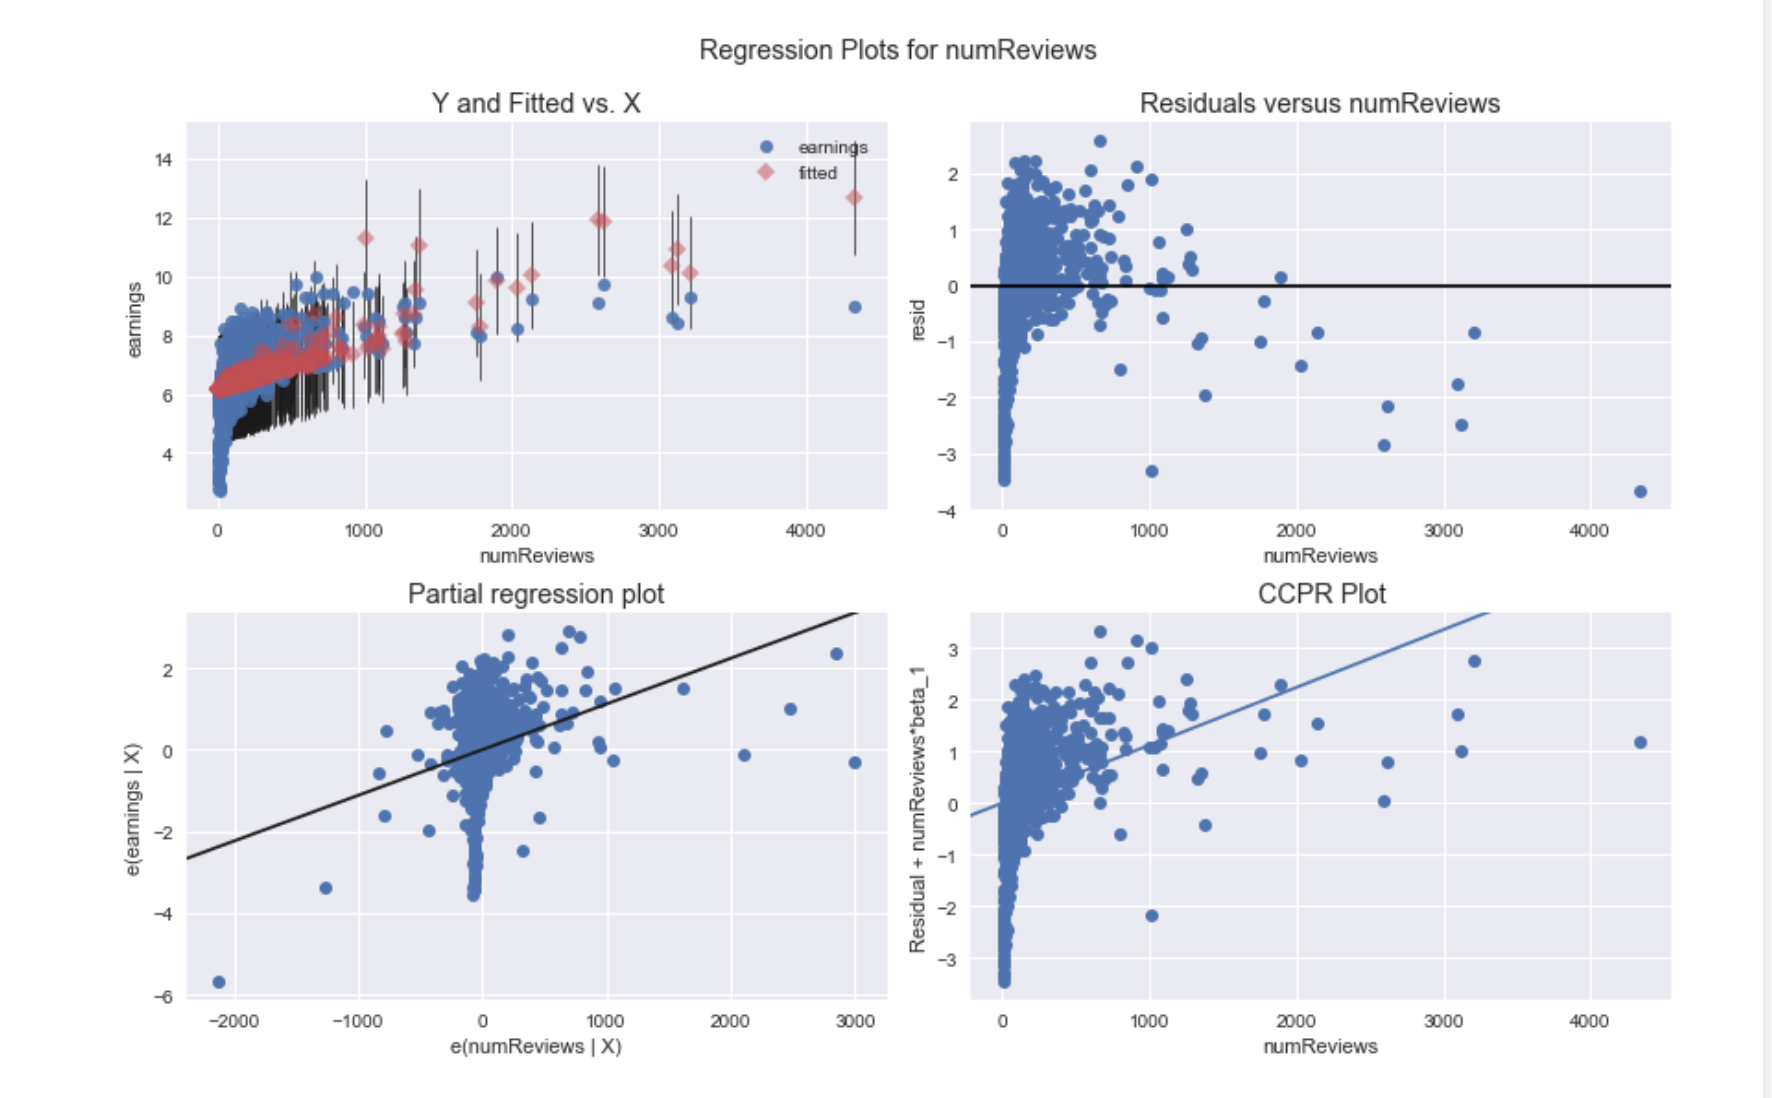 Regression Plots for numReviews
Y and Fitted vs. X
earnings
fitted
14
12
10
8
6
4
earnings
0 1000 2000 3000 4000
numReviews
Residuals versus numReviews
2
1
0
−1
−2
−3
−4
resid
0 1000 2000 3000 4000
numReviews
Partial regression plot
2
0
−2
−4
−6
e(earnings | X)
−2000 −1000 0 1000 2000 3000
e(numReviews | X)
CCPR Plot
3
2
1
0
−1
−2
−3
Residual + numReviews*beta_1
0 1000 2000 3000 4000
numReviews